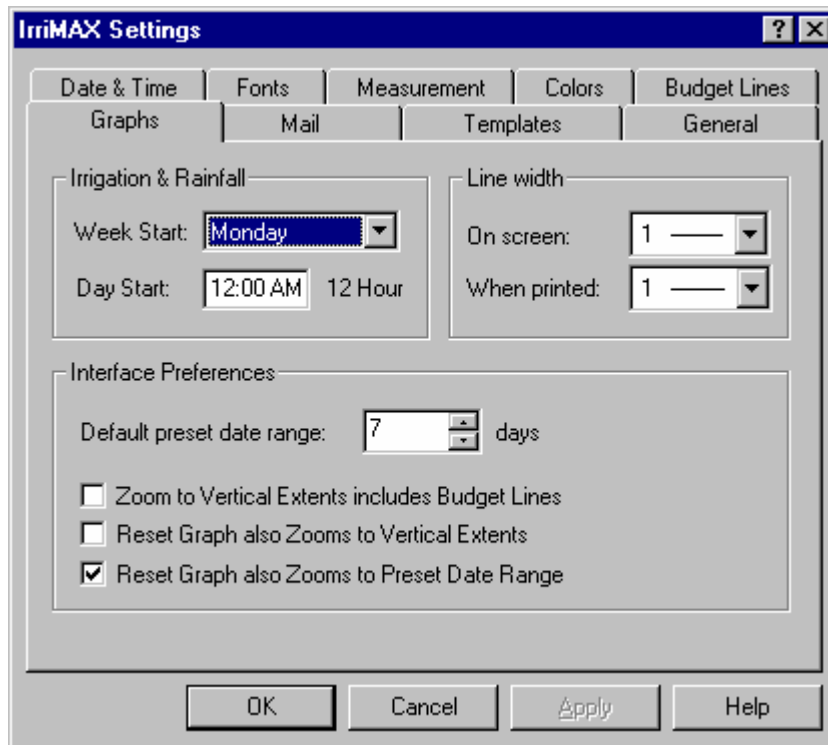 IrriMAX Settings
Date & Time Fonts Measurement Colors Budget Lines
Graphs Mail Templates General
Irrigation & Rainfall
Week Start: Monday
Day Start: 12:00 AM 12 Hour
Line width
On screen: 1
When printed: 1
Interface Preferences
Default preset date range: 7 days
Zoom to Vertical Extents includes Budget Lines
Reset Graph also Zooms to Vertical Extents
Reset Graph also Zooms to Preset Date Range
OK Cancel Apply Help